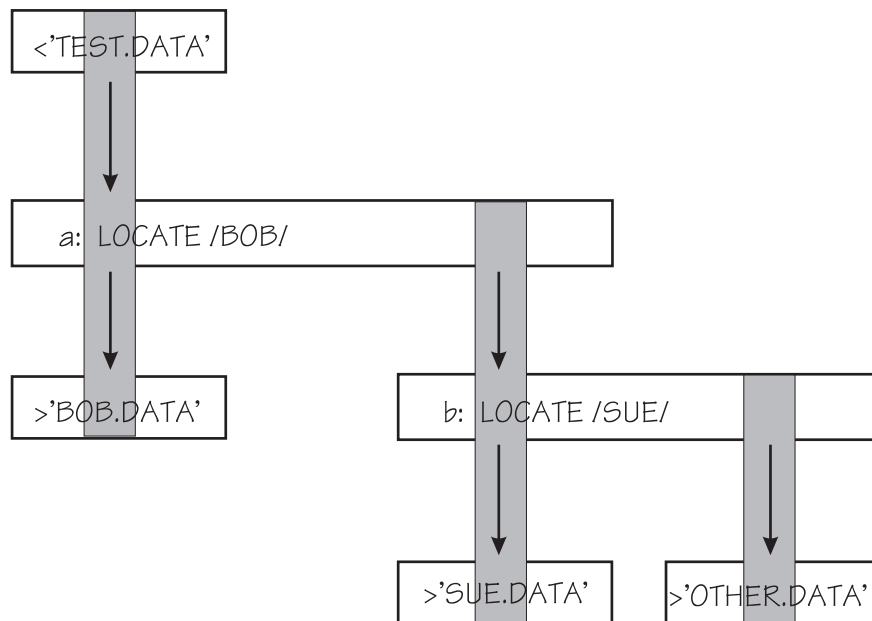 <’TEST.DATA’
a: LOCATE /BOB/
>’BOB.DATA’
b: LOCATE /SUE/
>’SUE.DATA’
>’OTHER.DATA’